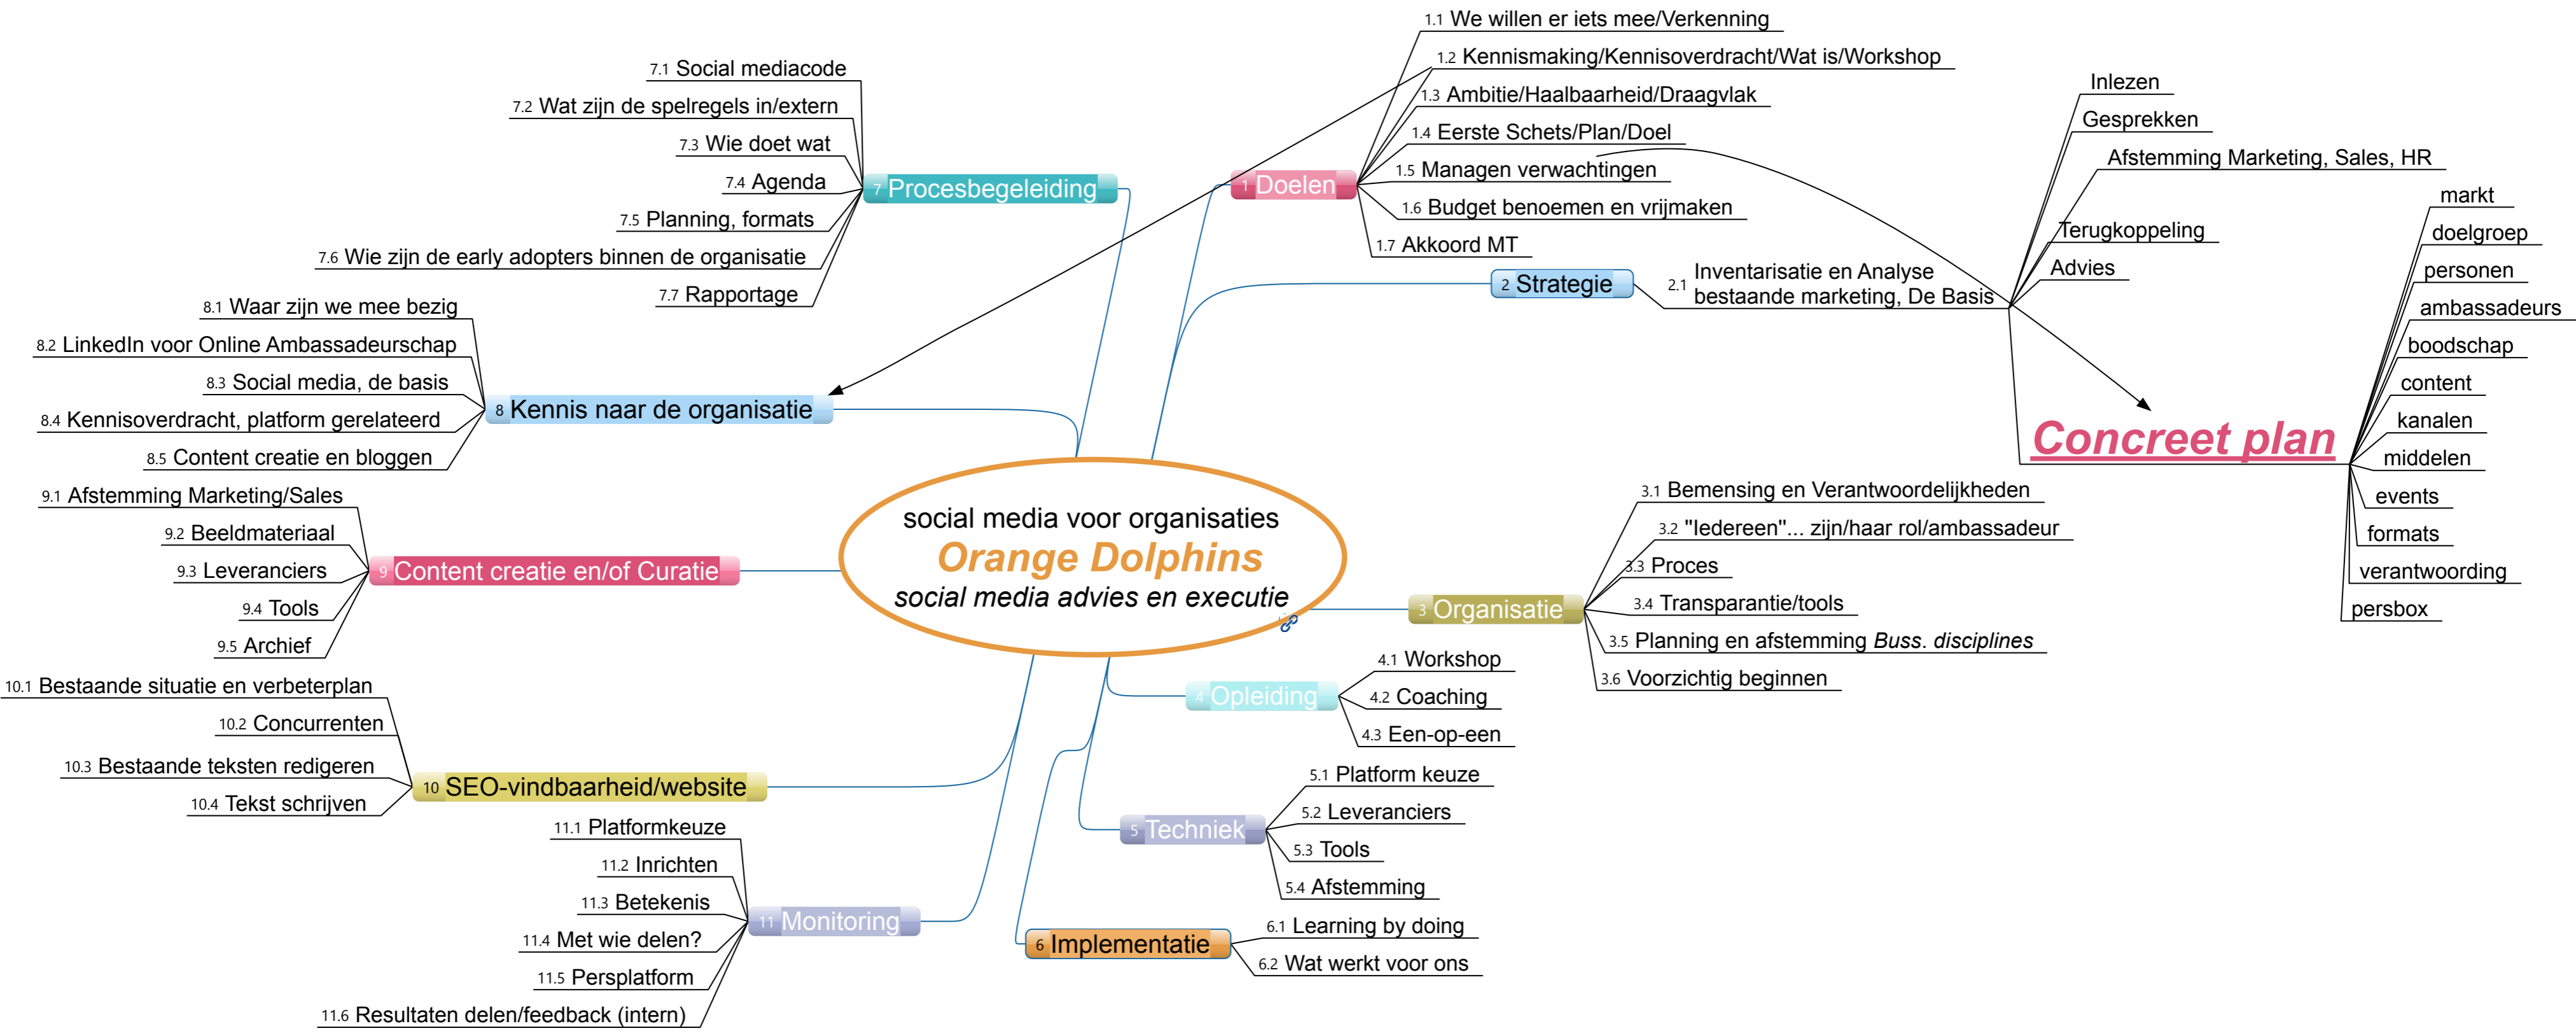 social media voor organisaties
Orange Dolphins
social media advies en executie
1 Doelen
1.1 We willen er iets mee/Verkenning
1.2 Kennismaking/Kennisoverdracht/Wat is/Workshop
1.3 Ambitie/Haalbaarheid/Draagvlak
1.4 Eerste Schets/Plan/Doel
1.5 Managen verwachtingen
1.6 Budget benoemen en vrijmaken
1.7 Akkoord MT
2 Strategie
2.1 Inventarisatie en Analyse
bestaande marketing, De Basis
Inlezen
Gesprekken
Afstemming Marketing, Sales, HR
Terugkoppeling
Advies
Concreet plan
markt
doelgroep
personen
ambassadeurs
boodschap
content
kanalen
middelen
events
formats
verantwoording
persbox
3 Organisatie
3.1 Bemensing en Verantwoordelijkheden
3.2 "Iedereen"... zijn/haar rol/ambassadeur
3.3 Proces
3.4 Transparantie/tools
3.5 Planning en afstemming Buss. disciplines
3.6 Voorzichtig beginnen
4 Opleiding
4.1 Workshop
4.2 Coaching
4.3 Een-op-een
5 Techniek
5.1 Platform keuze
5.2 Leveranciers
5.3 Tools
5.4 Afstemming
6 Implementatie
6.1 Learning by doing
6.2 Wat werkt voor ons
7 Procesbegeleiding
7.1 Social mediacode
7.2 Wat zijn de spelregels in/extern
7.3 Wie doet wat
7.4 Agenda
7.5 Planning, formats
7.6 Wie zijn de early adopters binnen de organisatie
7.7 Rapportage
8 Kennis naar de organisatie
8.1 Waar zijn we mee bezig
8.2 LinkedIn voor Online Ambassadeurschap
8.3 Social media, de basis
8.4 Kennisoverdracht, platform gerelateerd
8.5 Content creatie en bloggen
9 Content creatie en/of Curatie
9.1 Afstemming Marketing/Sales
9.2 Beeldmateriaal
9.3 Leveranciers
9.4 Tools
9.5 Archief
10 SEO-vindbaarheid/website
10.1 Bestaande situatie en verbeterplan
10.2 Concurrenten
10.3 Bestaande teksten redigeren
10.4 Tekst schrijven
11 Monitoring
11.1 Platformkeuze
11.2 Inrichten
11.3 Betekenis
11.4 Met wie delen?
11.5 Persplatform
11.6 Resultaten delen/feedback (intern)